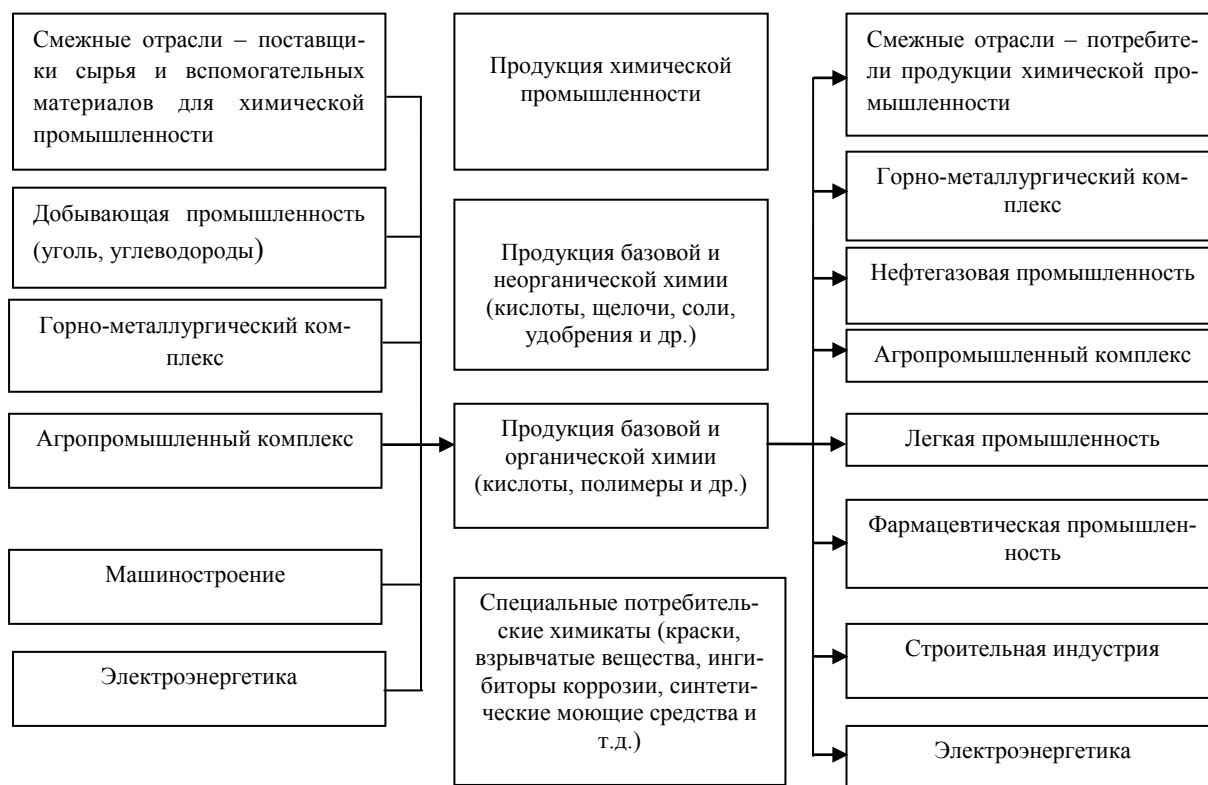 Смежные отрасли – поставщи-
ки сырья и вспомогательных
материалов для химической
промышленности
Добывающая промышленность
(уголь, углеводороды)
Горно-металлургический ком-
плекс
Агропромышленный комплекс
Машиностроение
Электроэнергетика
Продукция химической
промышленности
Продукция базовой и
неорганической химии
(кислоты, щелочи, соли,
удобрения и др.)
Продукция базовой и
органической химии
(кислоты, полимеры и др.)
Специальные потребитель-
ские химикаты (краски,
взрывчатые вещества, инги-
биторы коррозии, синтети-
ческие моющие средства и
т.д.)
Смежные отрасли – потребите-
ли продукции химической про-
мышленности
Горно-металлургический ком-
плекс
Нефтегазовая промышленность
Агропромышленный комплекс
Легкая промышленность
Фармацевтическая промышлен-
ность
Строительная индустрия
Электроэнергетика